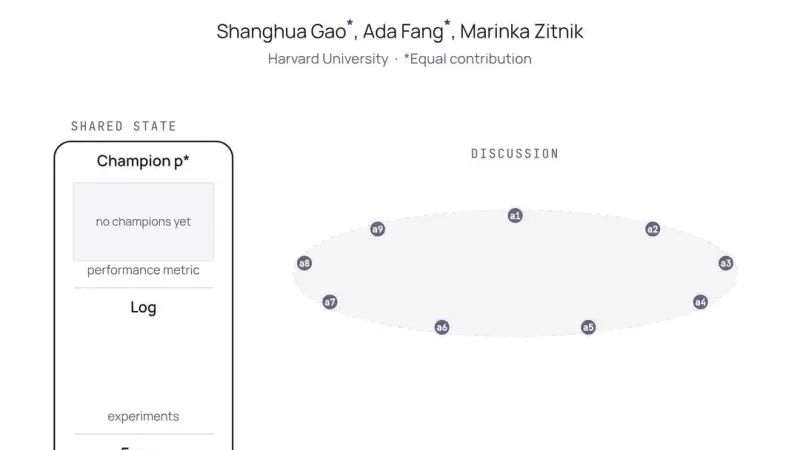 Shanghua Gao*, Ada Fang*, Marinka Zitnik
Harvard University · *Equal contribution
SHARED STATE
Champion p*
no champions yet
performance metric
Log
experiments
DISCUSSION
a1
a2
a3
a4
a5
a6
a7
a8
a9